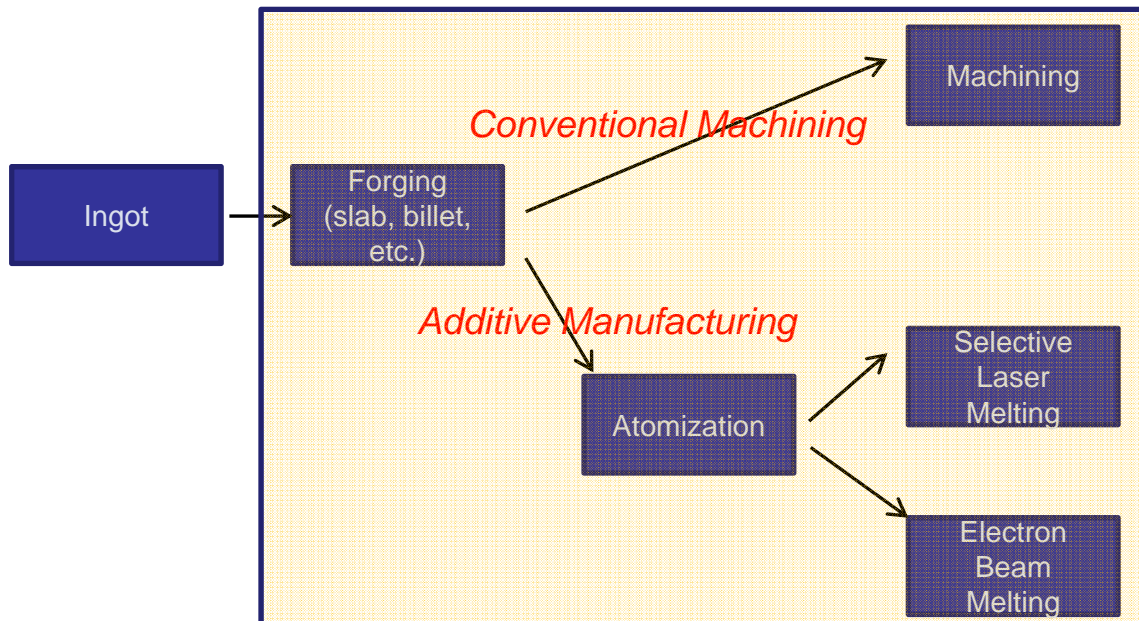 Machining
Conventional Machining
Ingot
Forging
(slab, billet,
etc.)
Additive Manufacturing
Atomization
Selective
Laser
Melting
Electron
Beam
Melting